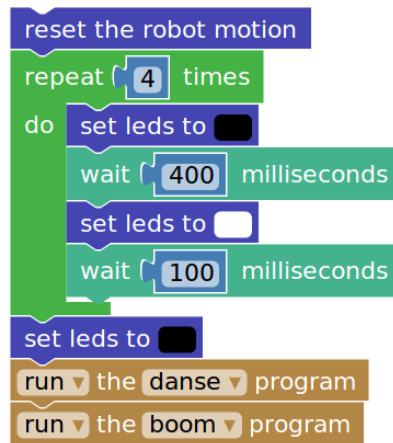 reset the robot motion
repeat 4 times
do set leds to
wait 400 milliseconds
set leds to
wait 100 milliseconds
set leds to
run ▾ the danse ▾ program
run ▾ the boom ▾ program